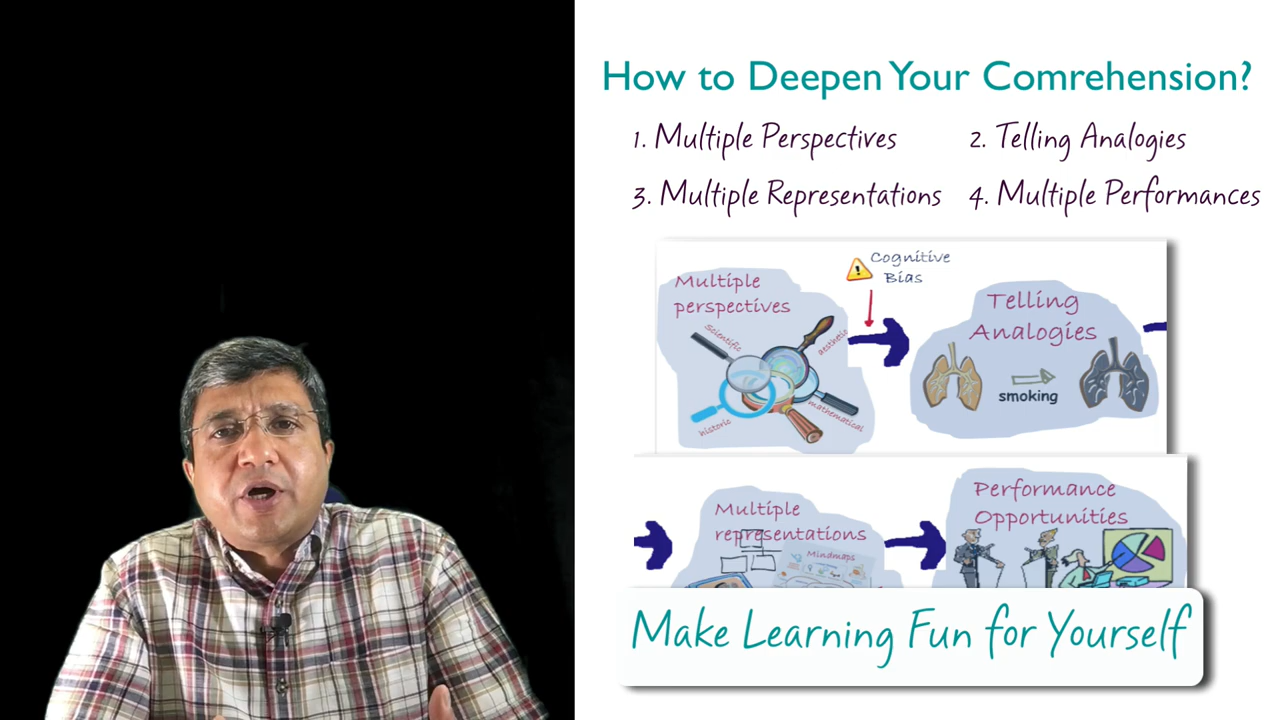 How to Deepen Your Comrehension?
1. Multiple Perspectives
2. Telling Analogies
3. Multiple Representations
4. Multiple Performances
Multiple
perspectives
Scientific
aesthetic
historic
mathematical
Cognitive
Bias
Telling
Analogies
smoking
Multiple
representations
Mindmaps
Performance
Opportunities
Make Learning Fun for Yourself